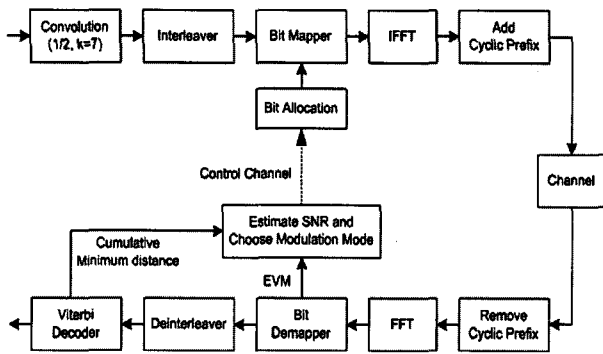 Convolution
(1/2, k=7)
Interleaver
Bit Mapper
IFFT
Add
Cyclic Prefix
Bit Allocation
Control Channel
Channel
Estimate SNR and
Choose Modulation Mode
Cumulative
Minimum distance
EVM
Viterbi
Decoder
Deinterleaver
Bit
Demapper
FFT
Remove
Cyclic Prefix